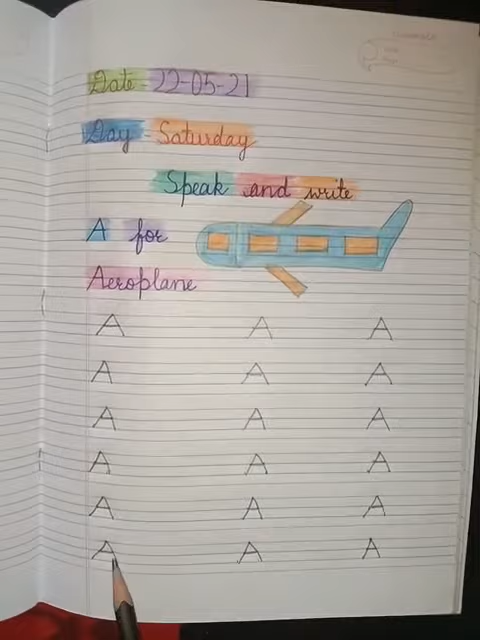 Date - 22-05-21
Day - Saturday
Speak and write
A for
Aeroplane
A A A
A A A
A A A
A A A
A A A
A A A